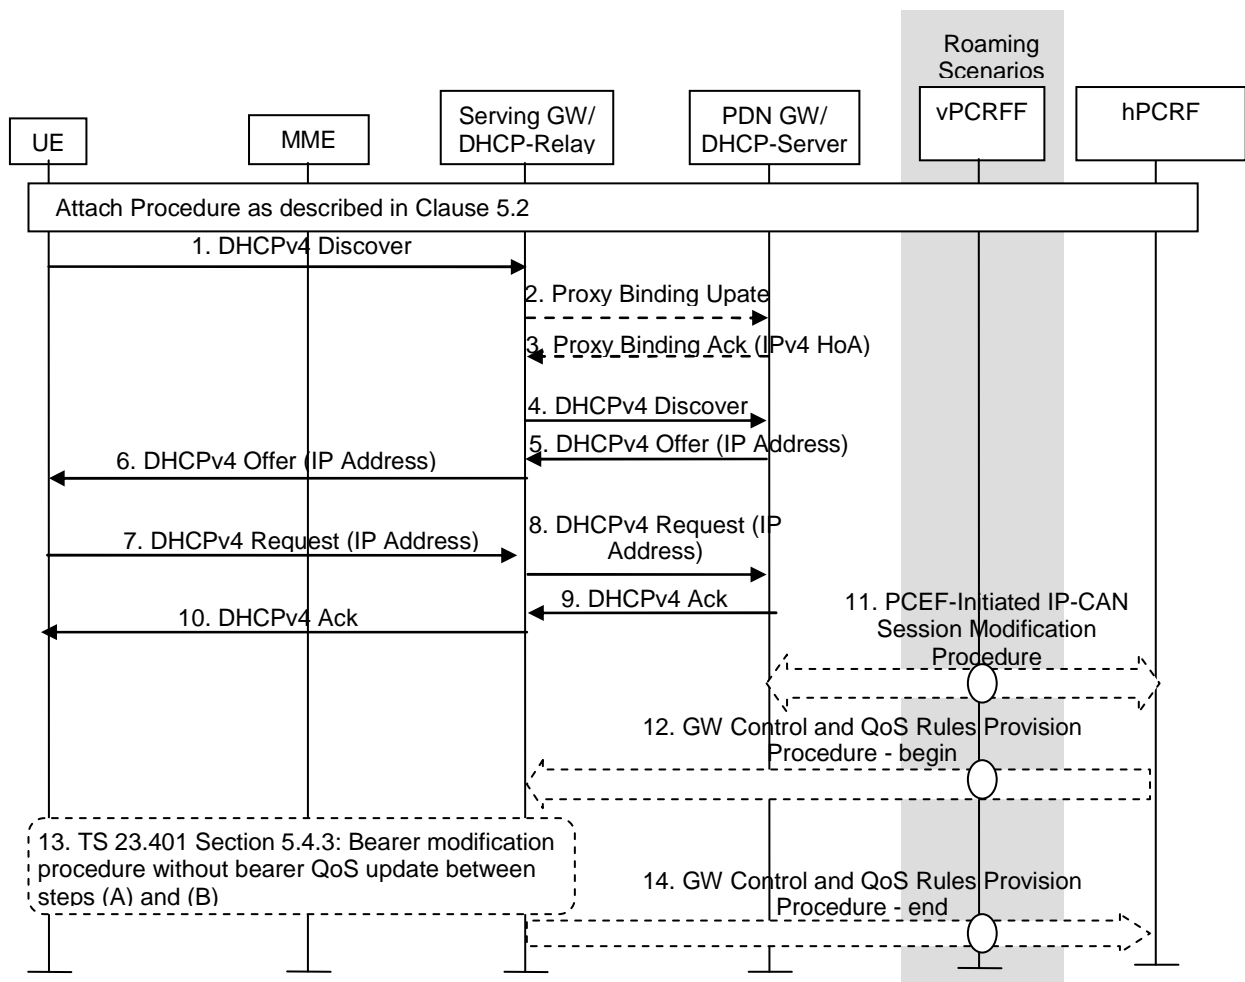 Roaming
Scenarios
UE
MME
Serving GW/
DHCP-Relay
PDN GW/
DHCP-Server
vPCRFF
hPCRF
Attach Procedure as described in Clause 5.2
1. DHCPv4 Discover
2. Proxy Binding Upate
3. Proxy Binding Ack (IPv4 HoA)
4. DHCPv4 Discover
5. DHCPv4 Offer (IP Address)
6. DHCPv4 Offer (IP Address)
7. DHCPv4 Request (IP Address)
8. DHCPv4 Request (IP
Address)
9. DHCPv4 Ack
10. DHCPv4 Ack
11. PCEF-Initiated IP-CAN
Session Modification
Procedure
12. GW Control and QoS Rules Provision
Procedure - begin
13. TS 23.401 Section 5.4.3: Bearer modification
procedure without bearer QoS update between
steps (A) and (B)
14. GW Control and QoS Rules Provision
Procedure - end